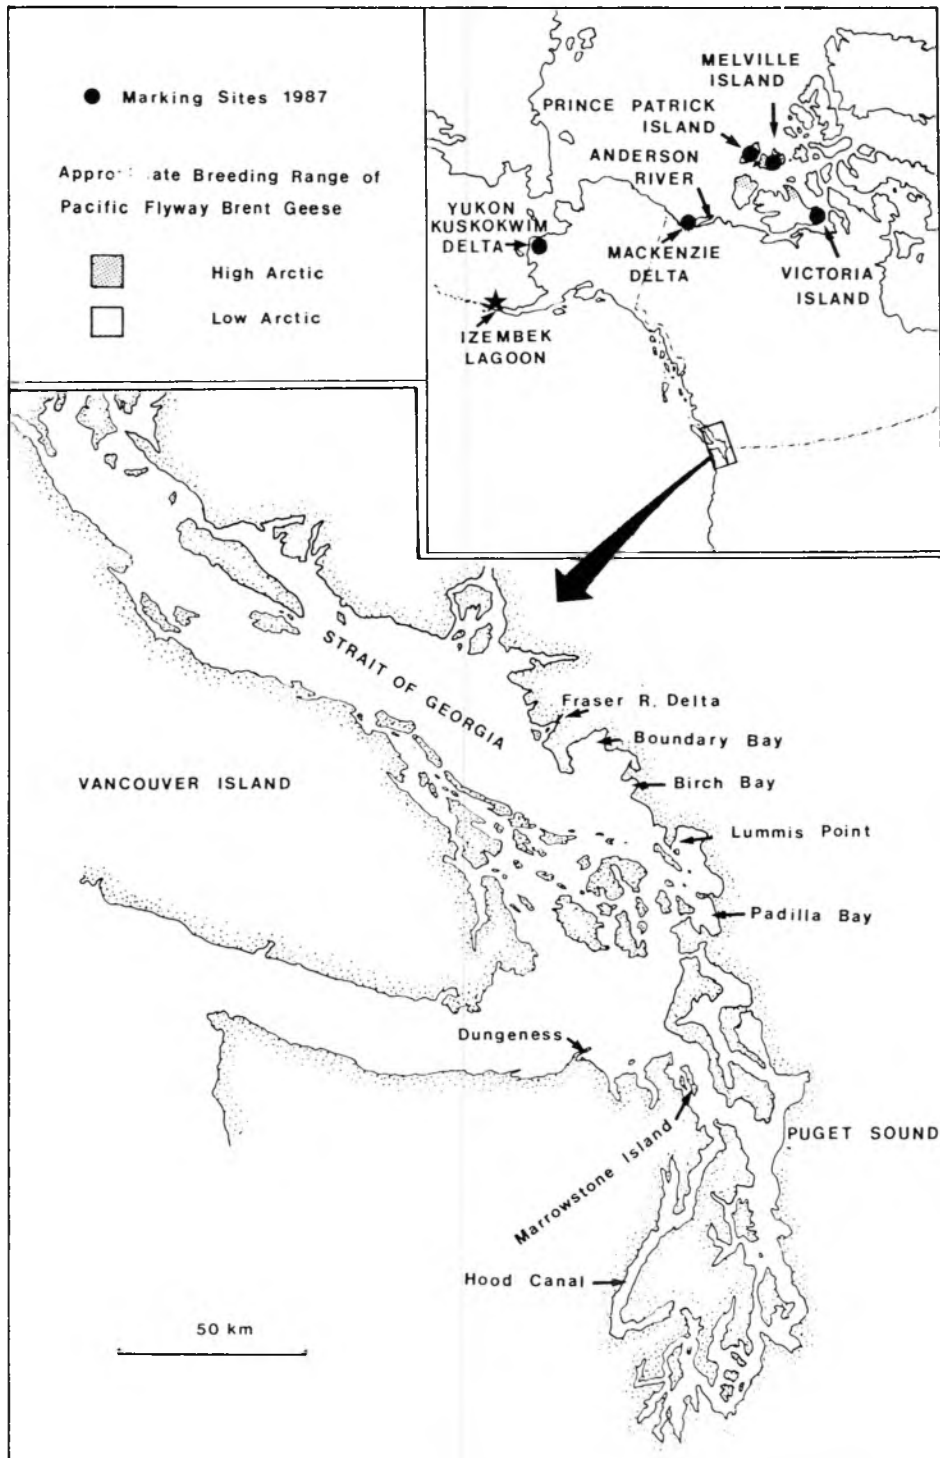 Marking Sites 1987
Breeding Range of
Pacific Flyway Brent Geese
High Arctic
Low Arctic
MELVILLE
ISLAND
PRINCE PATRICK
ISLAND
ANDERSON
RIVER
YUKON
KUSKOKWIM
DELTA
MACKENZIE
DELTA
VICTORIA
ISLAND
IZEMBEK
LAGOON
STRAIT OF GEORGIA
Fraser R. Delta
Boundary Bay
VANCOUVER ISLAND
Birch Bay
Lummis Point
Padilla Bay
Dungeness
PUGET SOUND
Marrowstone Island
Hood Canal
50 km